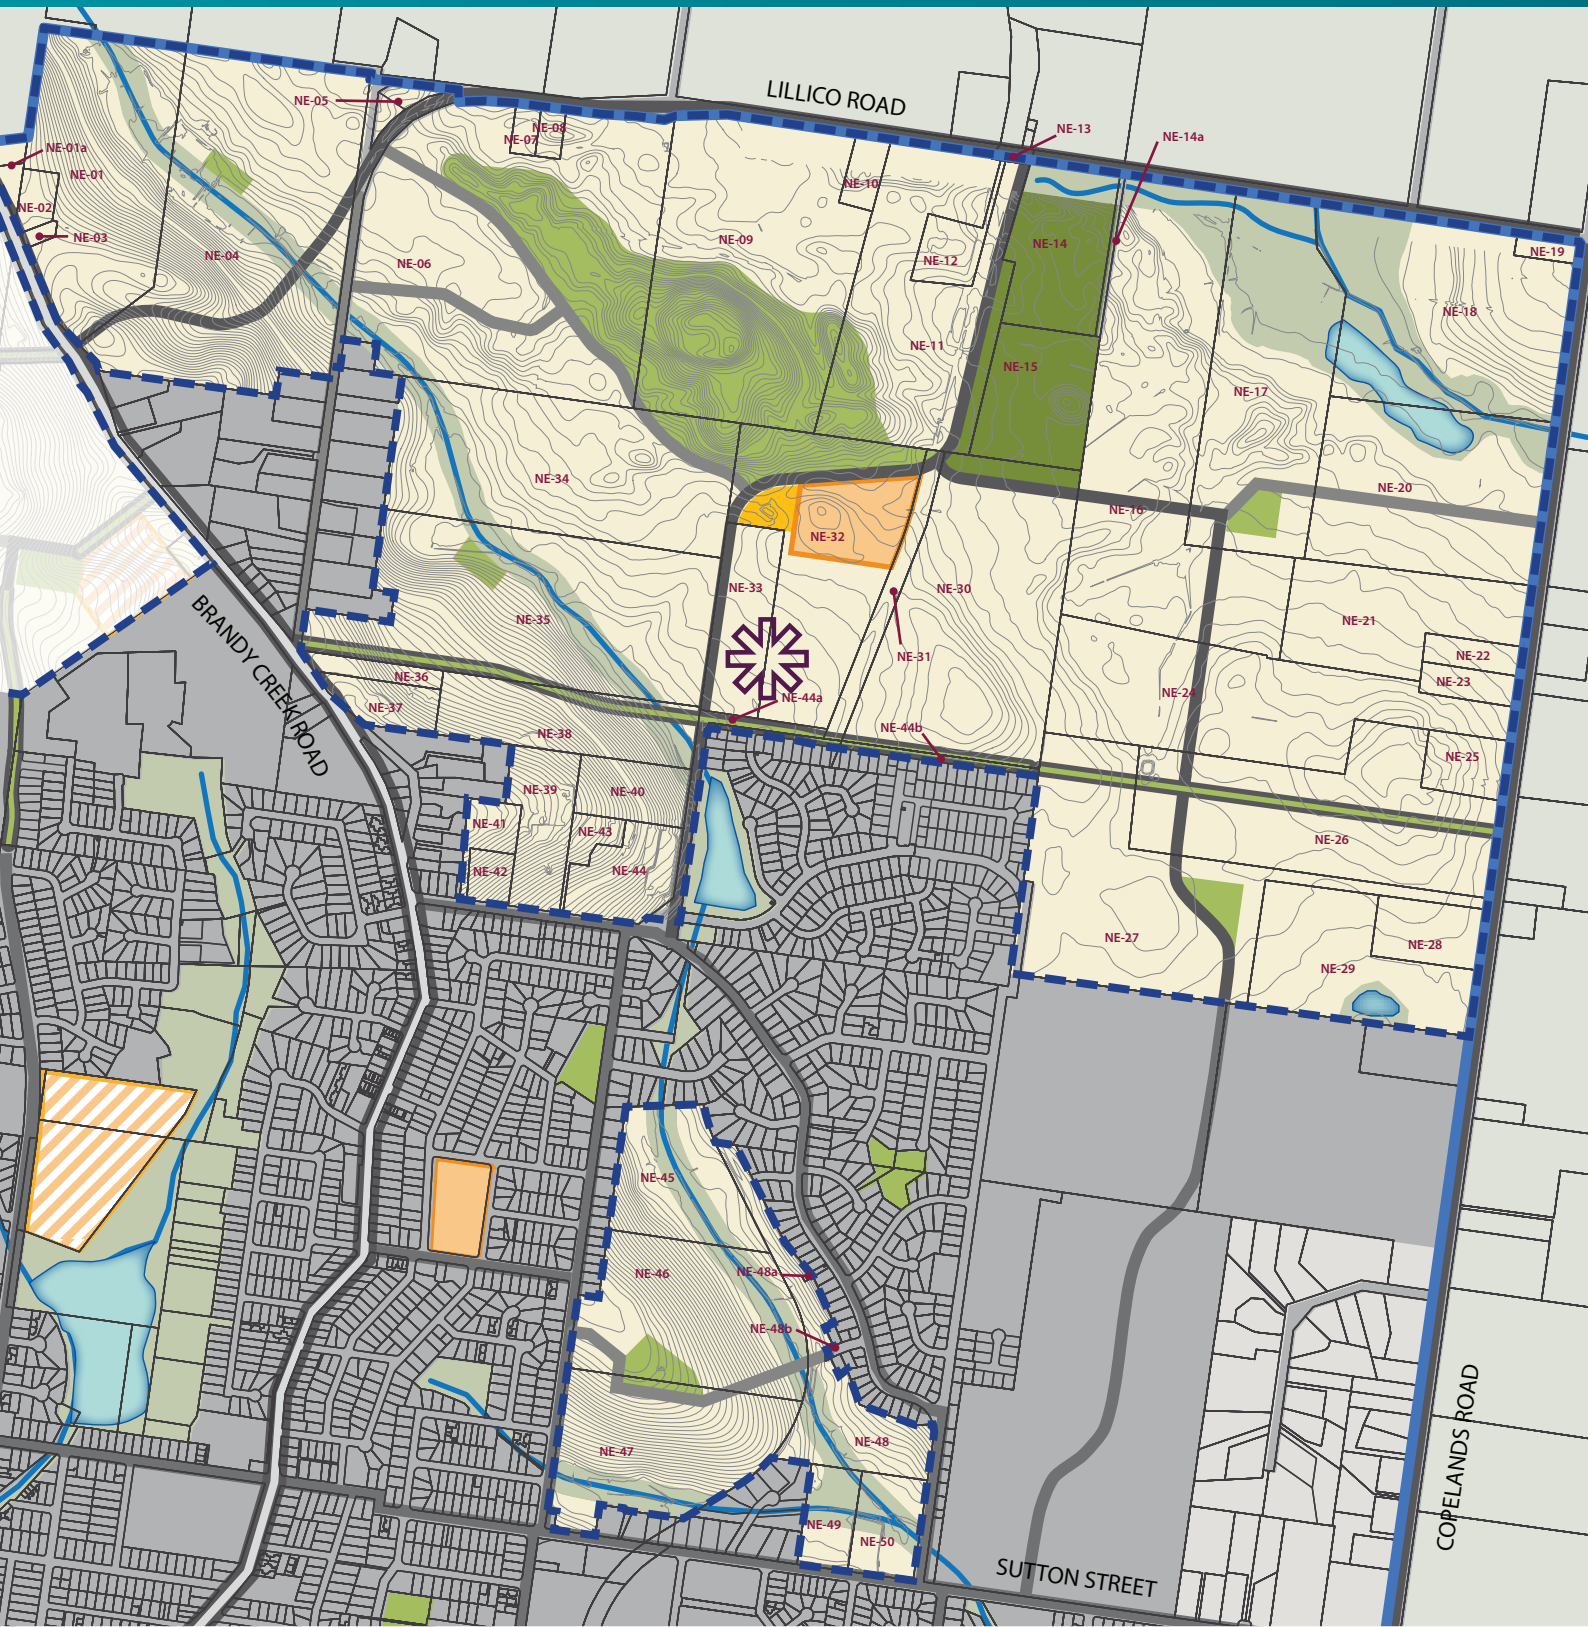 LILLICO ROAD
NE-05
NE-08
NE-07
NE-13
NE-14a
NE-01a
NE-01
NE-10
NE-02
NE-03
NE-04
NE-06
NE-09
NE-12
NE-14
NE-19
NE-18
NE-11
NE-15
NE-17
NE-34
NE-20
NE-16
NE-32
NE-33
NE-30
NE-35
NE-21
NE-31
NE-22
NE-23
NE-36
NE-37
NE-24
NE-44a
NE-44b
NE-38
NE-25
BRANDY CREEK ROAD
NE-39
NE-40
NE-41
NE-43
NE-26
NE-42
NE-44
NE-27
NE-28
NE-29
NE-45
NE-46
NE-48a
NE-48b
NE-47
NE-48
NE-49
NE-50
COPELANDS ROAD
SUTTON STREET